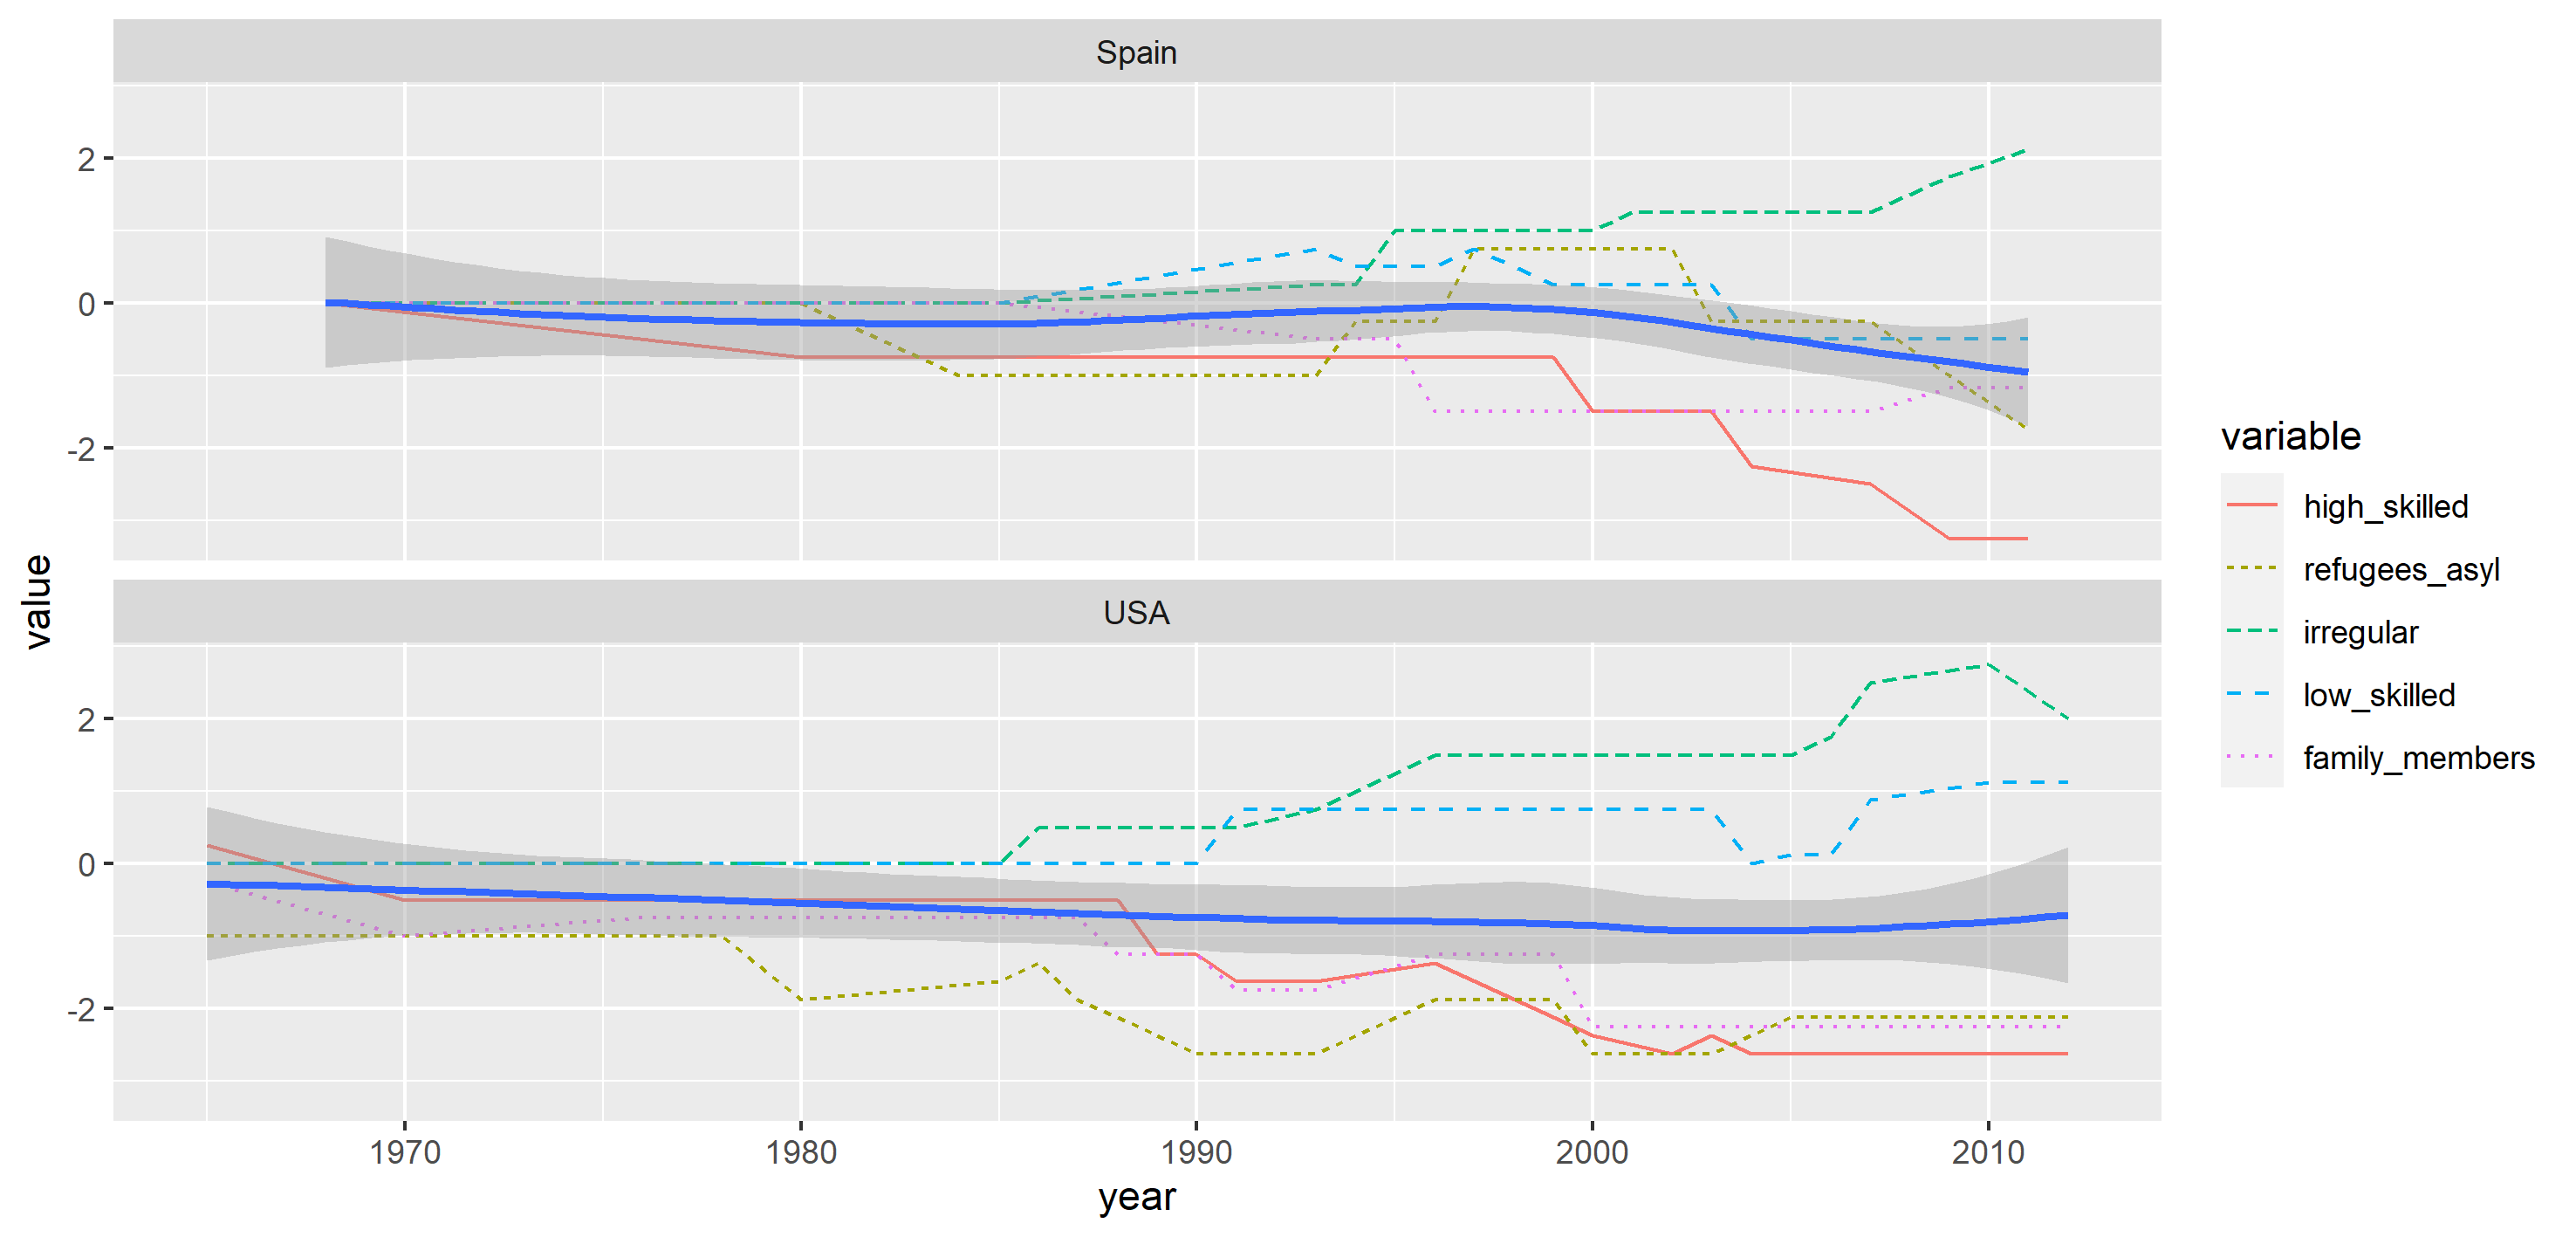 Spain
2
0
-2
value
USA
2
0
-2
1970 1980 1990 2000 2010
year
variable
high_skilled
refugees_asyl
irregular
low_skilled
family_members